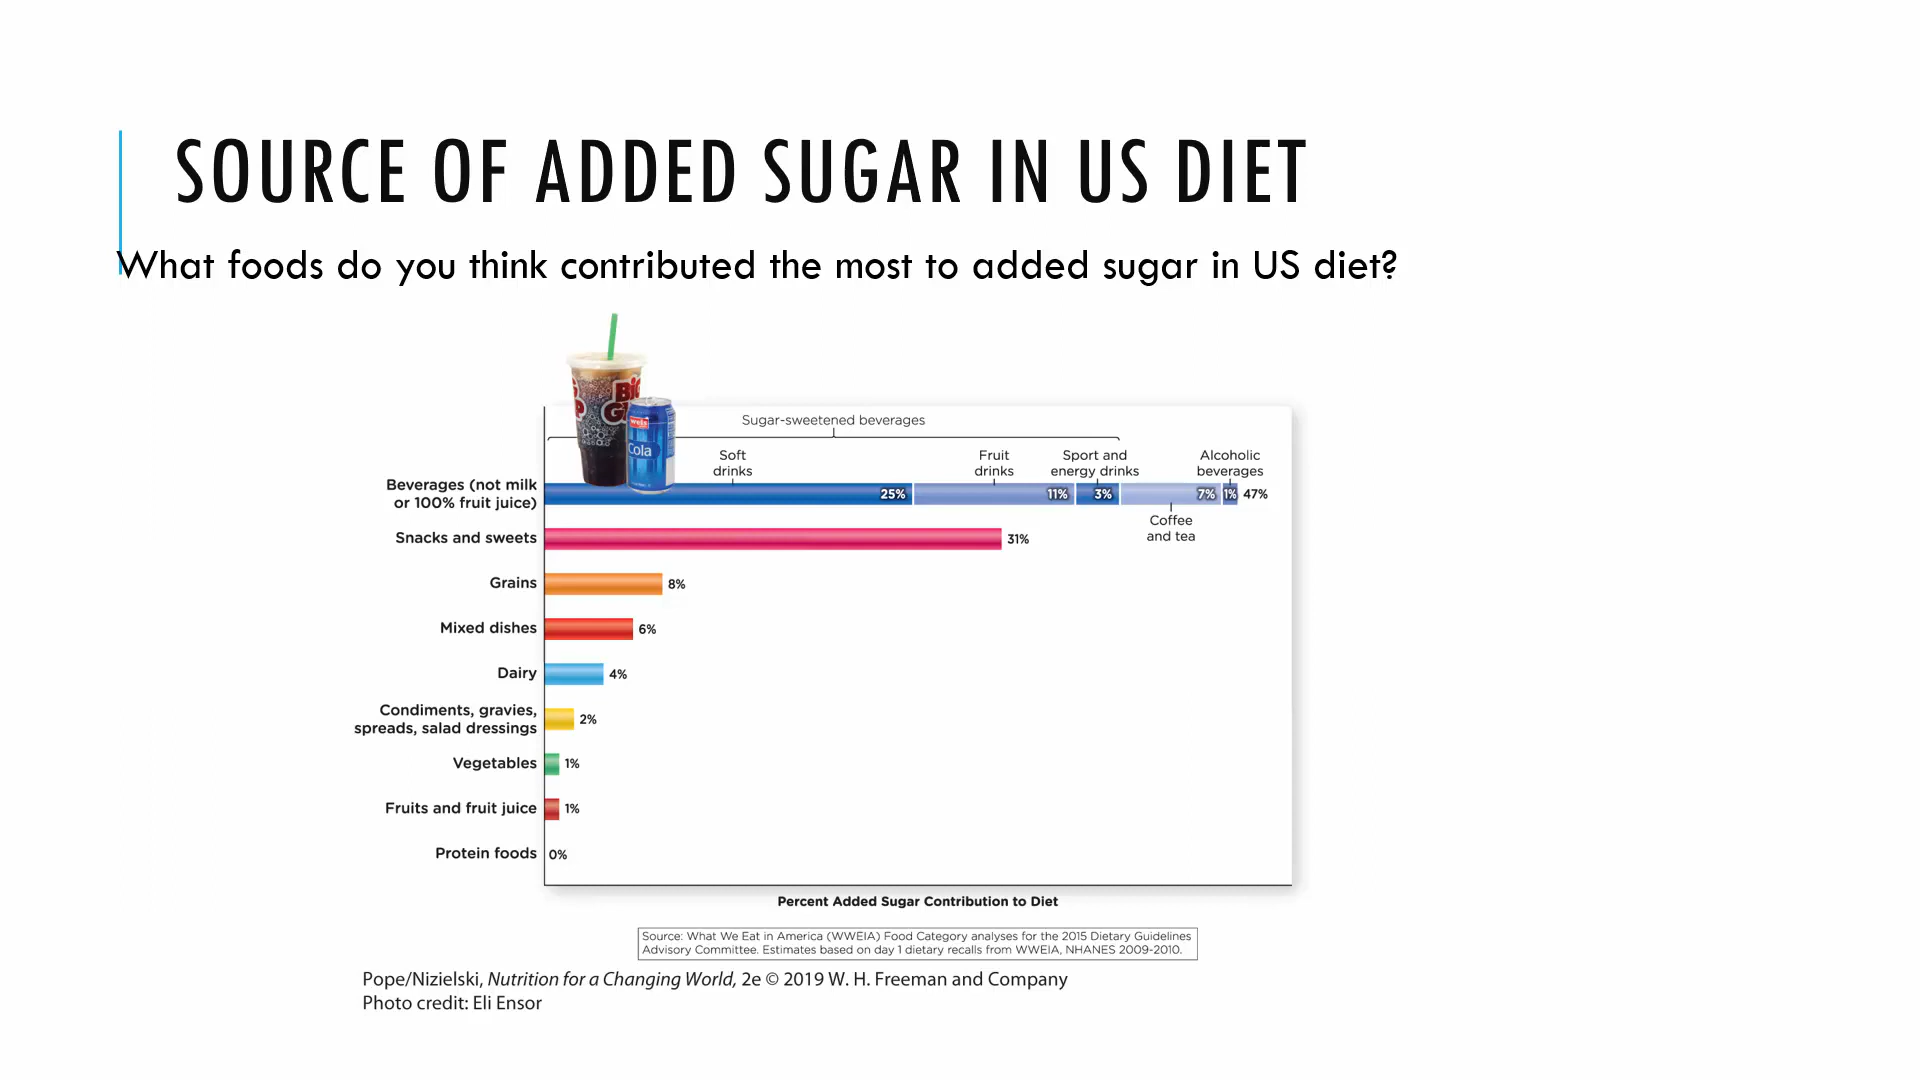 SOURCE OF ADDED SUGAR IN US DIET
What foods do you think contributed the most to added sugar in US diet?
BIG
weis
Cola
Sugar-sweetened beverages
Soft
drinks
Fruit
drinks
Sport and
energy drinks
Alcoholic
beverages
Beverages (not milk
or 100% fruit juice)
25% 11% 3% 7% 1% 47%
Coffee
and tea
Snacks and sweets 31%
Grains 8%
Mixed dishes 6%
Dairy 4%
Condiments, gravies,
spreads, salad dressings
2%
Vegetables 1%
Fruits and fruit juice 1%
Protein foods 0%
Percent Added Sugar Contribution to Diet
Source: What We Eat in America (WWEIA) Food Category analyses for the 2015 Dietary Guidelines
Advisory Committee. Estimates based on day 1 dietary recalls from WWEIA, NHANES 2009-2010.
Pope/Nizielski, Nutrition for a Changing World, 2e © 2019 W. H. Freeman and Company
Photo credit: Eli Ensor